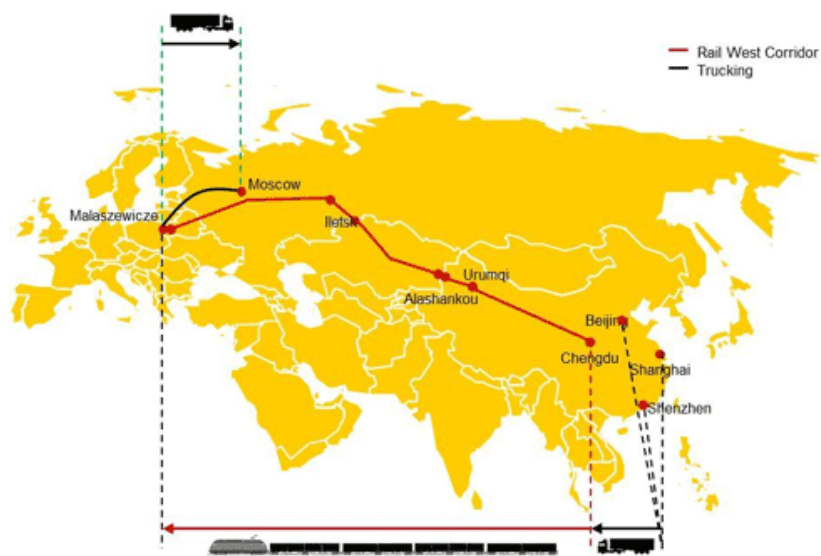 Rail West Corridor
Trucking
Moscow
Malaszewicze
Iletsk
Urumqi
Alashankou
Beijing
Chengdu
Shanghai
Shenzhen